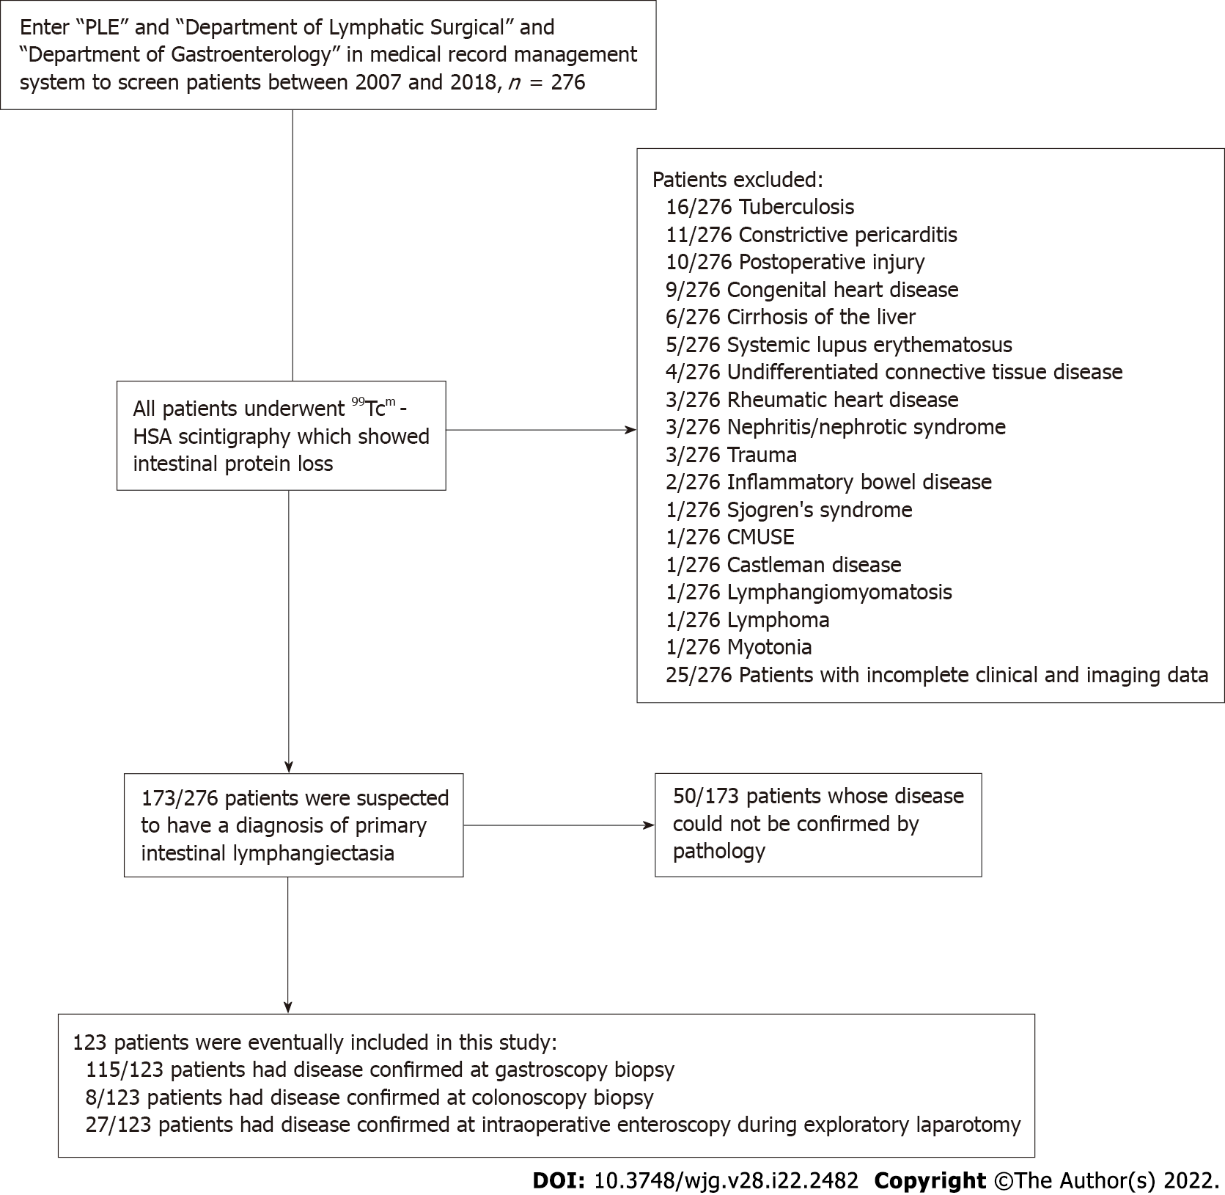 Enter “PLE” and “Department of Lymphatic Surgical” and
“Department of Gastroenterology” in medical record management
system to screen patients between 2007 and 2018, n = 276
Patients excluded:
16/276 Tuberculosis
11/276 Constrictive pericarditis
10/276 Postoperative injury
9/276 Congenital heart disease
6/276 Cirrhosis of the liver
5/276 Systemic lupus erythematosus
4/276 Undifferentiated connective tissue disease
3/276 Rheumatic heart disease
3/276 Nephritis/nephrotic syndrome
3/276 Trauma
2/276 Inflammatory bowel disease
1/276 Sjogren's syndrome
1/276 CMUSE
1/276 Castleman disease
1/276 Lymphangiomyomatosis
1/276 Lymphoma
1/276 Myotonia
25/276 Patients with incomplete clinical and imaging data
All patients underwent ⁹⁹Tcᵐ-
HSA scintigraphy which showed
intestinal protein loss
173/276 patients were suspected
to have a diagnosis of primary
intestinal lymphangiectasia
50/173 patients whose disease
could not be confirmed by
pathology
123 patients were eventually included in this study:
115/123 patients had disease confirmed at gastroscopy biopsy
8/123 patients had disease confirmed at colonoscopy biopsy
27/123 patients had disease confirmed at intraoperative enteroscopy during exploratory laparotomy
DOI: 10.3748/wjg.v28.i22.2482 Copyright ©The Author(s) 2022.